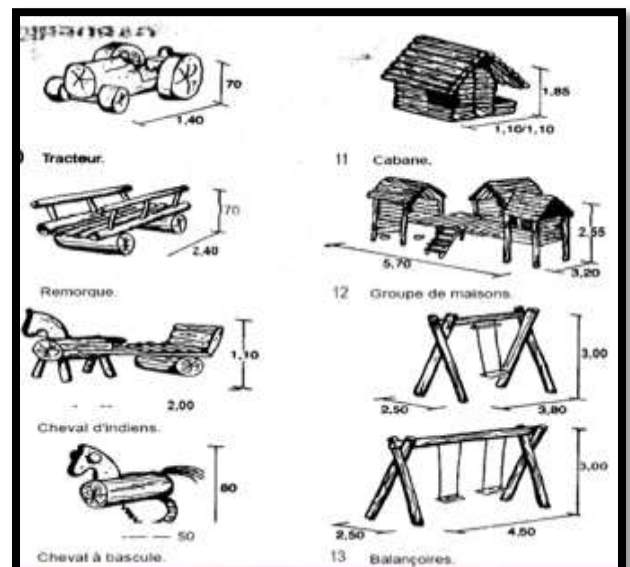 70
1,40
Tracteur.
70
2,40
Remorque.
1,10
2,00
Cheval d'indiens.
80
50
Cheval à bascule.
1,85
1,10/1,10
11 Cabane.
2,55
5,70
3,20
12 Groupe de maisons.
3,00
2,50
3,80
3,00
2,50
4,50
13 Balançoires.